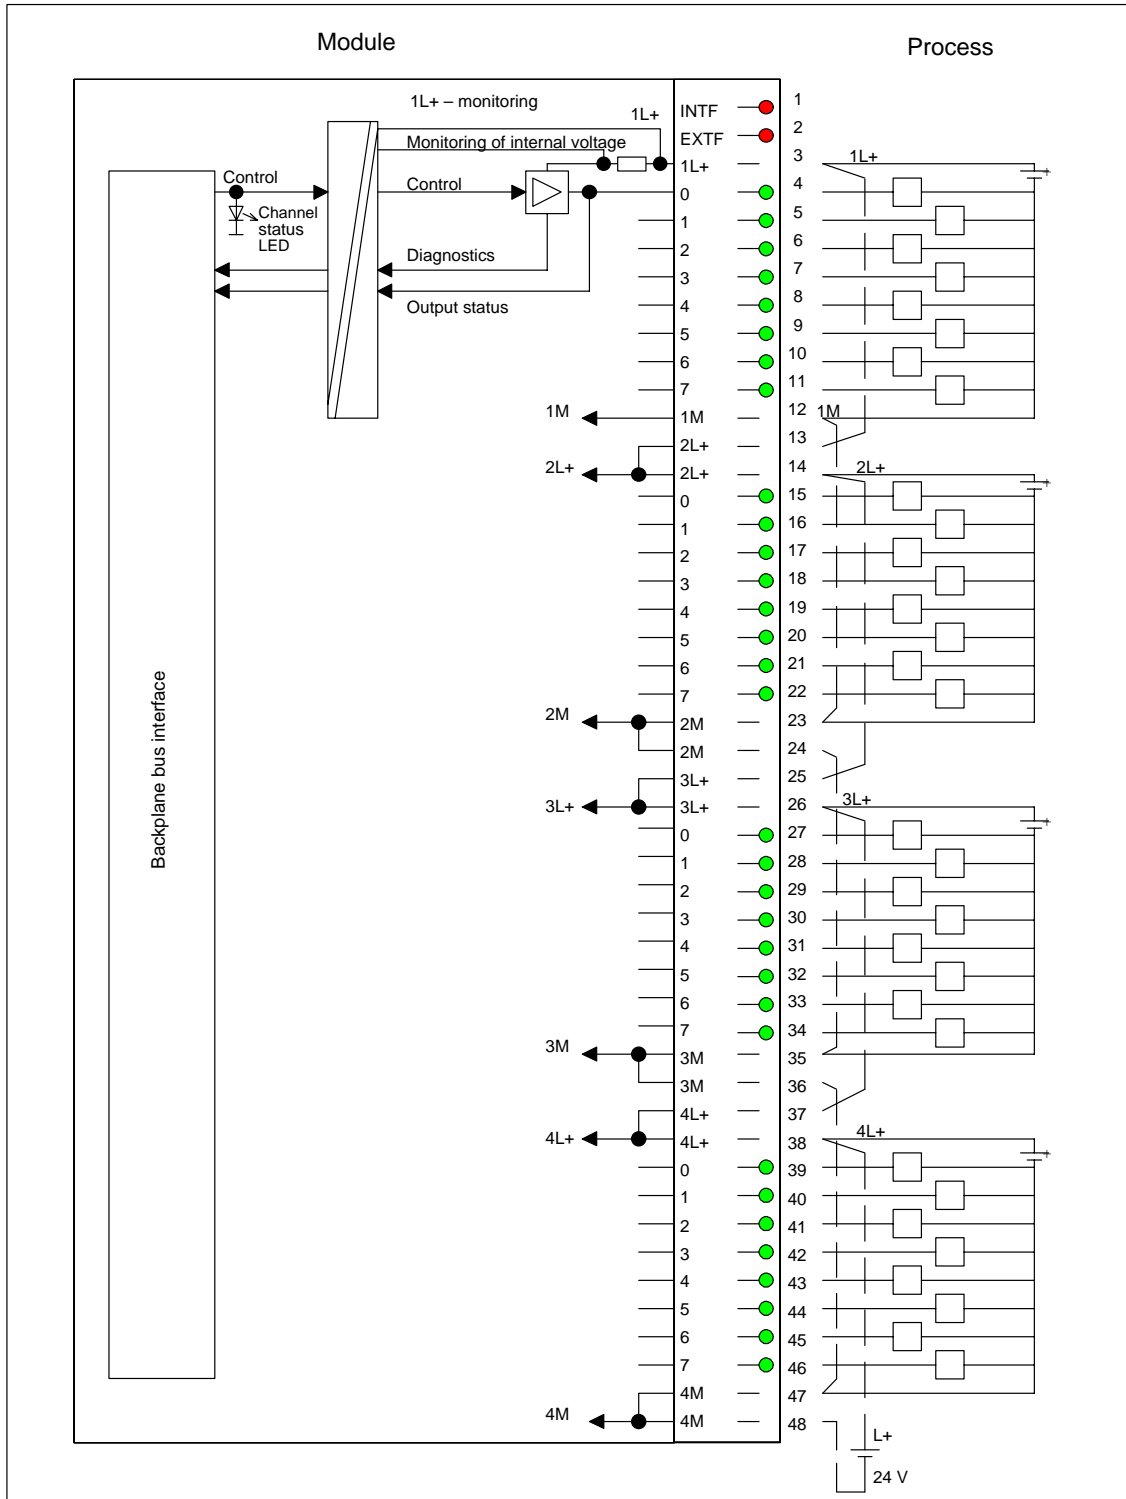 Module
Process
1L+ – monitoring
1L+
INTF
1
Monitoring of internal voltage
EXTF
2
1L+
3
1L+
+
Control
Control
0
4
Channel
status
LED
1
5
Diagnostics
2
6
3
7
Output status
4
8
5
9
6
10
7
11
1M
1M
12
1M
2L+
13
2L+
2L+
14
2L+
+
0
15
1
16
2
17
3
18
4
19
5
20
6
21
7
22
2M
2M
23
2M
24
3L+
25
3L+
3L+
26
3L+
+
0
27
1
28
2
29
3
30
4
31
5
32
6
33
7
34
3M
3M
35
3M
36
4L+
37
4L+
4L+
38
4L+
+
0
39
1
40
2
41
3
42
4
43
5
44
6
45
7
46
4M
47
4M
4M
48
L+
24 V
Backplane bus interface